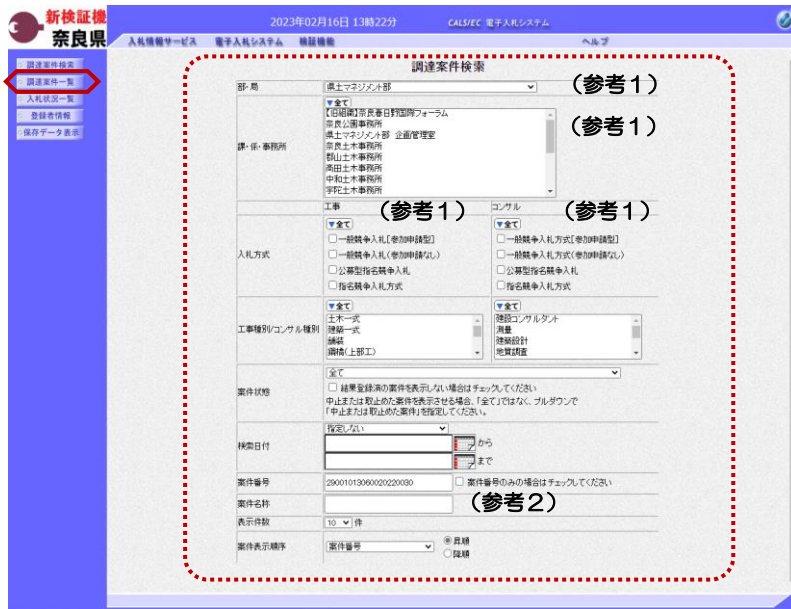 新検証機
奈良県
2023年02月16日 13時22分
CALS/EC 電子入札システム
入札情報サービス
電子入札システム
検証機能
ヘルプ
調達案件検索
調達案件一覧
入札状況一覧
登録者情報
保存データ表示
調達案件検索
部・局
県土マネジメント部
(参考1)
課・係・事務所
▼全て
【旧組織】奈良春日野国際フォーラム
奈良公園事務所
県土マネジメント部 企画管理室
奈良土木事務所
郡山土木事務所
高田土木事務所
中和土木事務所
宇陀土木事務所
(参考1)
工事
(参考1)
コンサル
(参考1)
入札方式
▼全て
▼全て
一般競争入札[参加申請型]
一般競争入札方式[参加申請型]
一般競争入札(参加申請なし)
一般競争入札方式(参加申請なし)
公募型指名競争入札
公募型指名競争入札
指名競争入札方式
指名競争入札方式
工事種別/コンサル種別
▼全て
土木一式
建築一式
舗装
鋼橋(上部工)
▼全て
建設コンサルタント
測量
建築設計
地質調査
案件状態
全て
結果登録済の案件を表示しない場合はチェックしてください
中止または取止めた案件を表示させる場合、「全て」ではなく、プルダウンで
「中止または取止めた案件」を指定してください。
検索日付
指定しない
から
まで
案件番号
29001013060020220030
案件番号のみの場合はチェックしてください
案件名称
(参考2)
表示件数
10 件
案件表示順序
案件番号
昇順
降順